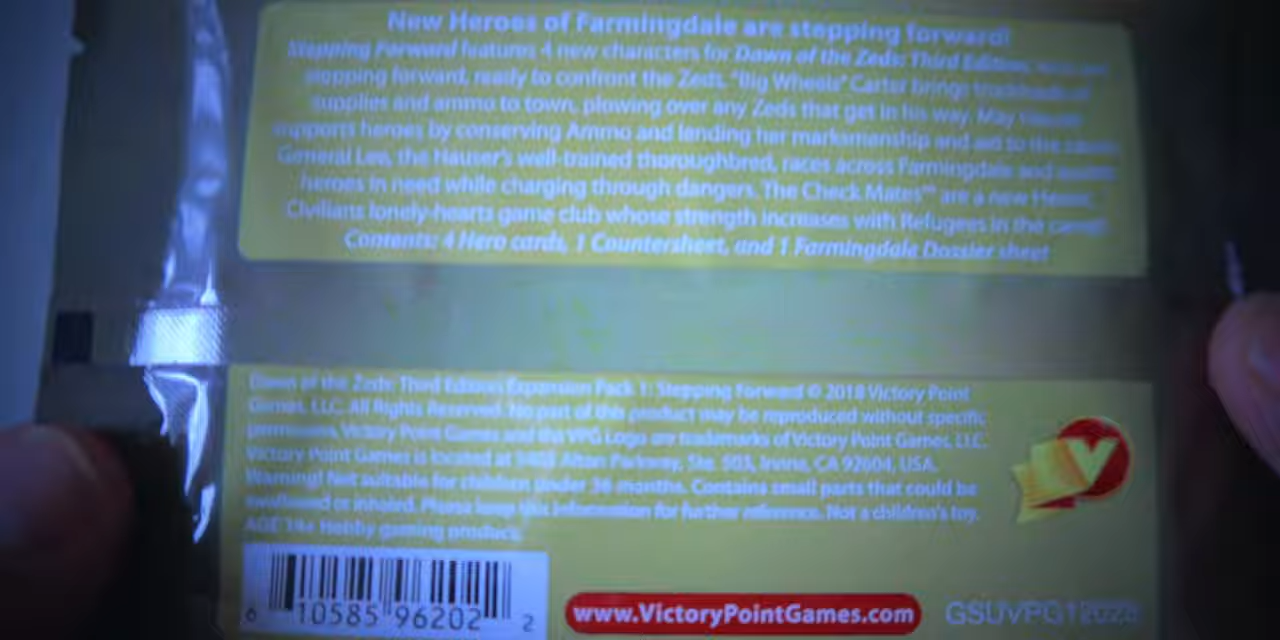 New Heroes of Farmingdale are stepping forward!
Stepping Forward features 4 new characters for Dawn of the Zeds: Third Edition,
stepping forward, ready to confront the Zeds. "Big Wheels" Carter brings truckloads of
supplies and ammo to town, plowing over any Zeds that get in his way. May
supports heroes by conserving Ammo and lending her marksmanship and aid to the
General Lee, the Hauser's well-trained thoroughbred, races across Farmingdale and
heroes in need while charging through dangers. The Check Mates™ are a new Heroic
Civilians lonely-hearts game club whose strength increases with Refugees in the
Contents: 4 Hero cards, 1 Countersheet, and 1 Farmingdale Dossier sheet
Dawn of the Zeds: Third Edition Expansion Pack 1: Stepping Forward © 2018 Victory Point
Games, LLC. All Rights Reserved. No part of this product may be reproduced without specific
permission. Victory Point Games and the VPG Logo are trademarks of Victory Point Games, LLC.
Victory Point Games is located at Alton Parkway, Ste. 503, Irvine, CA 92604, USA.
Warning! Not suitable for children under 36 months. Contains small parts that could be
swallowed or inhaled. Please keep this information for further reference. Not a children's toy.
AGE 14+ Hobby gaming product.
6 10585 96202 2
www.VictoryPointGames.com
GSUVPG12026